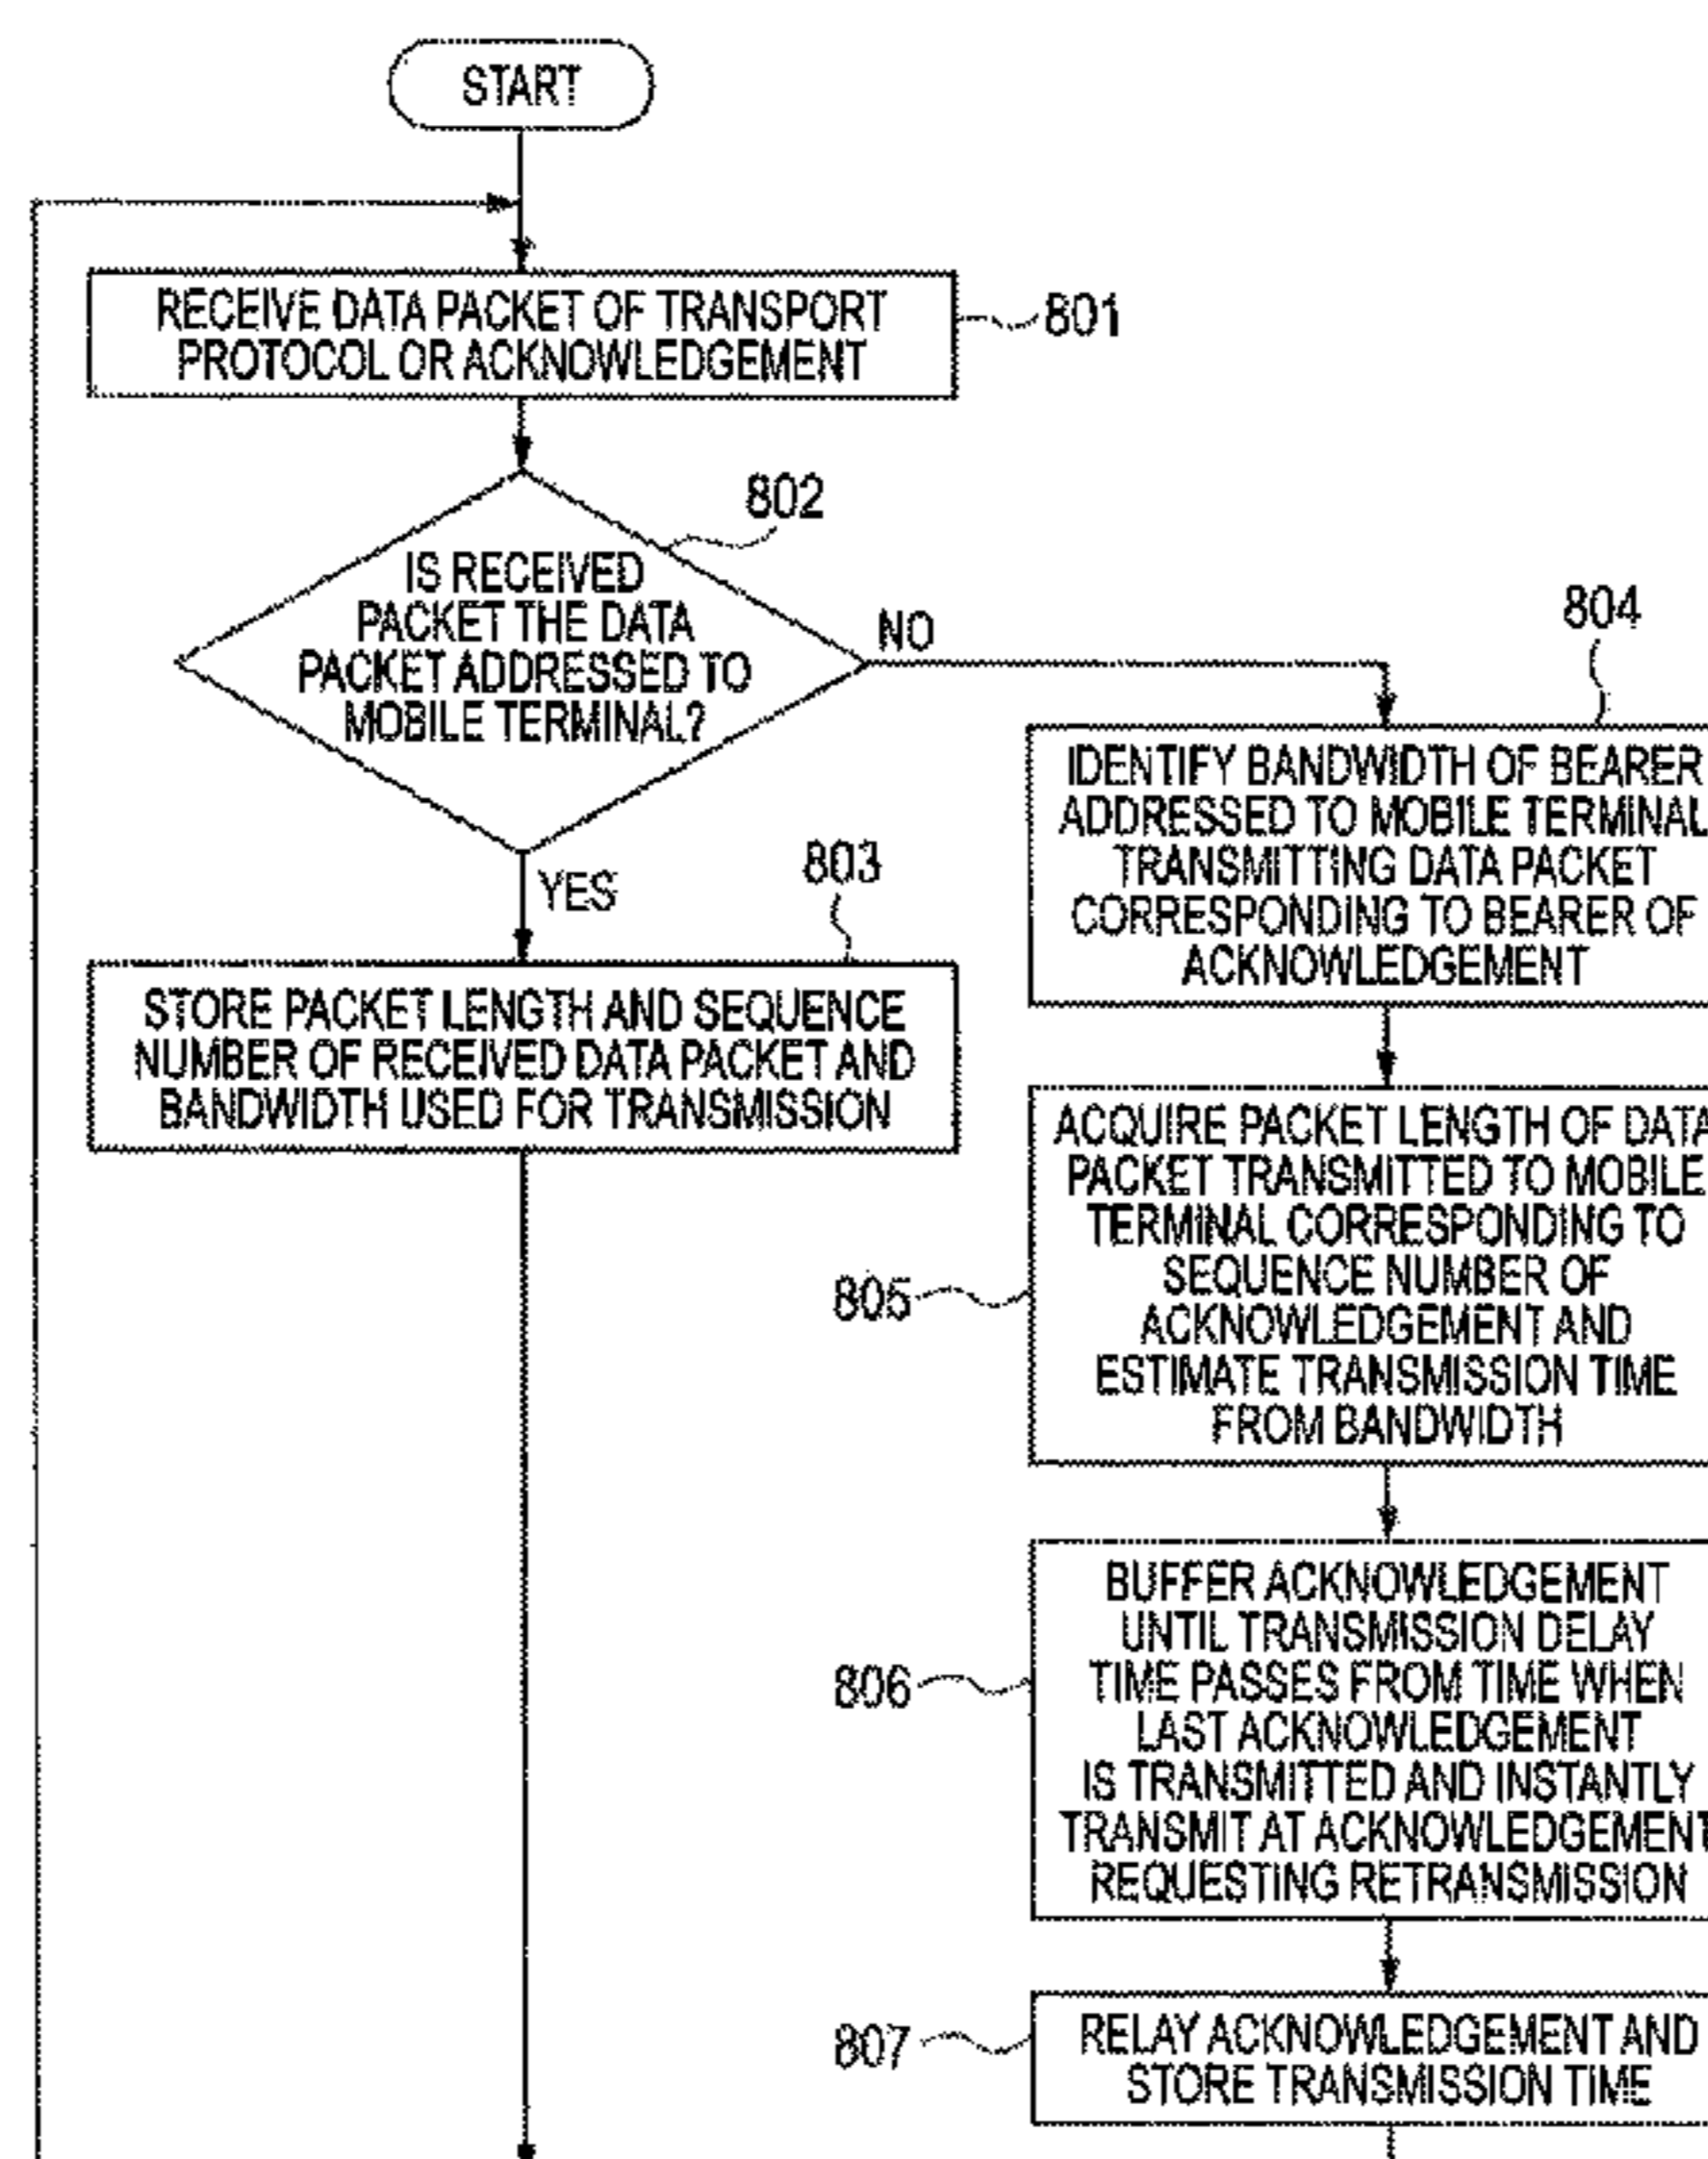 START
RECEIVE DATA PACKET OF TRANSPORT
PROTOCOL OR ACKNOWLEDGEMENT
801
802
IS RECEIVED
PACKET THE DATA
PACKET ADDRESSED TO
MOBILE TERMINAL?
NO
YES
803
STORE PACKET LENGTH AND SEQUENCE
NUMBER OF RECEIVED DATA PACKET AND
BANDWIDTH USED FOR TRANSMISSION
804
IDENTIFY BANDWIDTH OF BEARER
ADDRESSED TO MOBILE TERMINAL
TRANSMITTING DATA PACKET
CORRESPONDING TO BEARER OF
ACKNOWLEDGEMENT
805
ACQUIRE PACKET LENGTH OF DATA
PACKET TRANSMITTED TO MOBILE
TERMINAL CORRESPONDING TO
SEQUENCE NUMBER OF
ACKNOWLEDGEMENT AND
ESTIMATE TRANSMISSION TIME
FROM BANDWIDTH
806
BUFFER ACKNOWLEDGEMENT
UNTIL TRANSMISSION DELAY
TIME PASSES FROM TIME WHEN
LAST ACKNOWLEDGEMENT
IS TRANSMITTED AND INSTANTLY
TRANSMIT AT ACKNOWLEDGEMENT
REQUESTING RETRANSMISSION
807
RELAY ACKNOWLEDGEMENT AND
STORE TRANSMISSION TIME